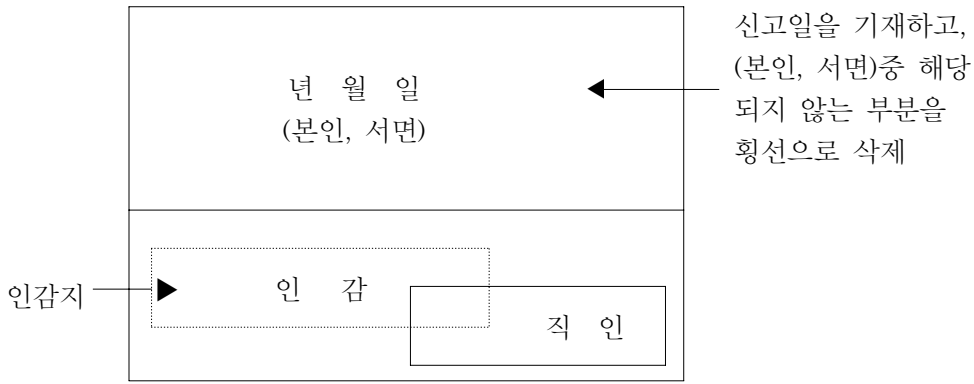 신고일을 기재하고,
(본인, 서면)중 해당
되지 않는 부분을
횡선으로 삭제
년 월 일
(본인, 서면)
인감지
인 감
직 인